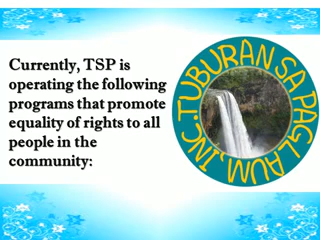 Currently, TSP is
operating the following
programs that promote
equality of rights to all
people in the
community:
TUBURAN SA PAGLAUM, INC.